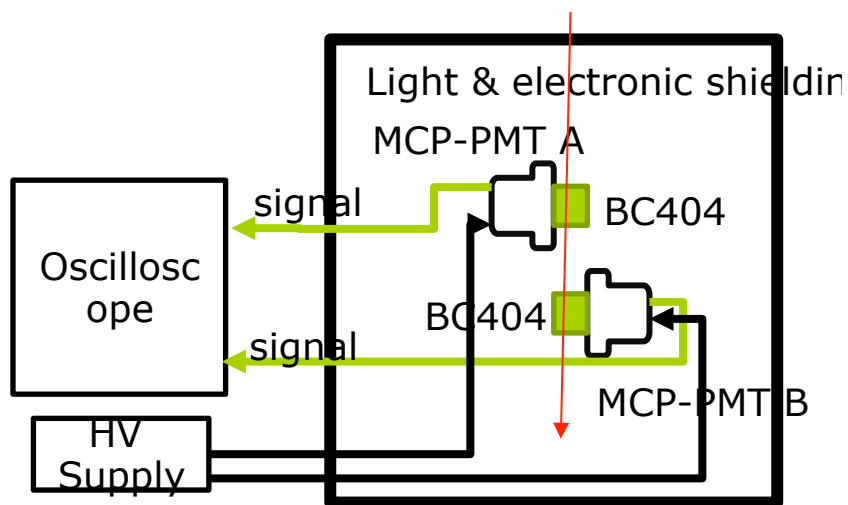 Light & electronic shieldin
MCP-PMT A
signal
BC404
Oscillosc
ope
BC404
signal
MCP-PMT B
HV
Supply